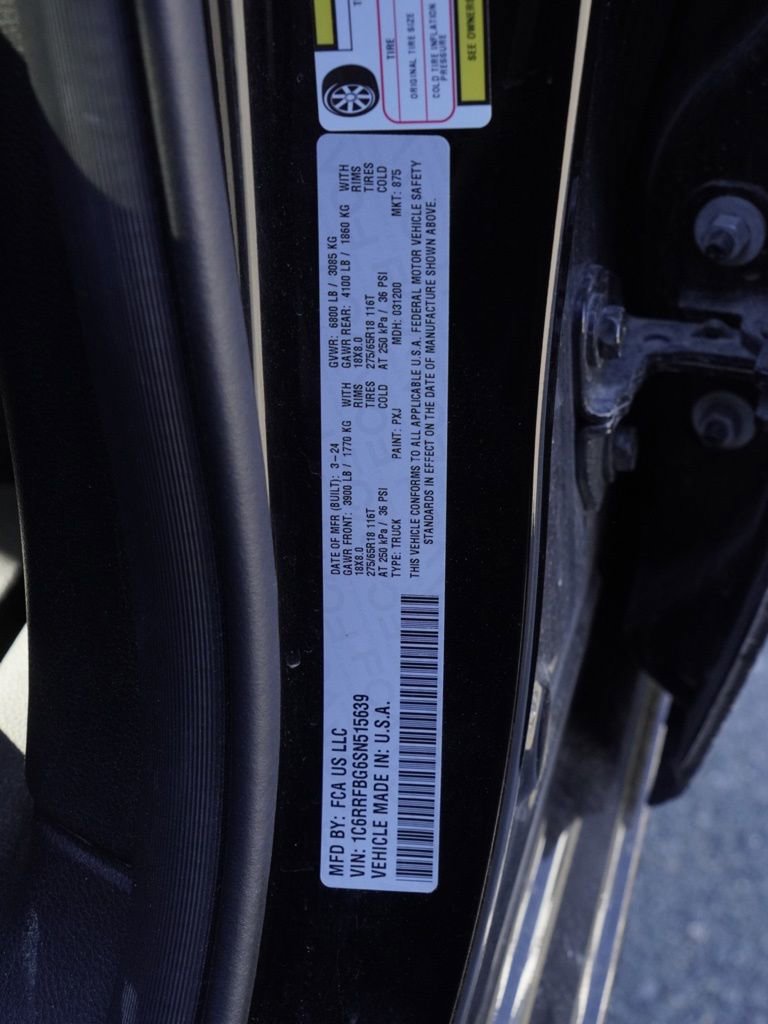 TIRE
ORIGINAL TIRE SIZE
COLD TIRE INFLATION
PRESSURE
SEE OWNERS
MFD BY: FCA US LLC
VIN: 1C6RRFBG6SN515639
VEHICLE MADE IN: U.S.A.
DATE OF MFR (BUILT): 3-24 GVWR: 6800 LB / 3085 KG
GAWR FRONT: 3900 LB / 1770 KG WITH GAWR REAR: 4100 LB / 1860 KG WITH
18X8.0 RIMS 18X8.0 RIMS
275/65R18 116T TIRES 275/65R18 116T TIRES
AT 250 kPa / 36 PSI COLD AT 250 kPa / 36 PSI COLD
TYPE: TRUCK PAINT: PXJ MDH: 031200 MKT: 875
THIS VEHICLE CONFORMS TO ALL APPLICABLE U.S.A. FEDERAL MOTOR VEHICLE SAFETY
STANDARDS IN EFFECT ON THE DATE OF MANUFACTURE SHOWN ABOVE.